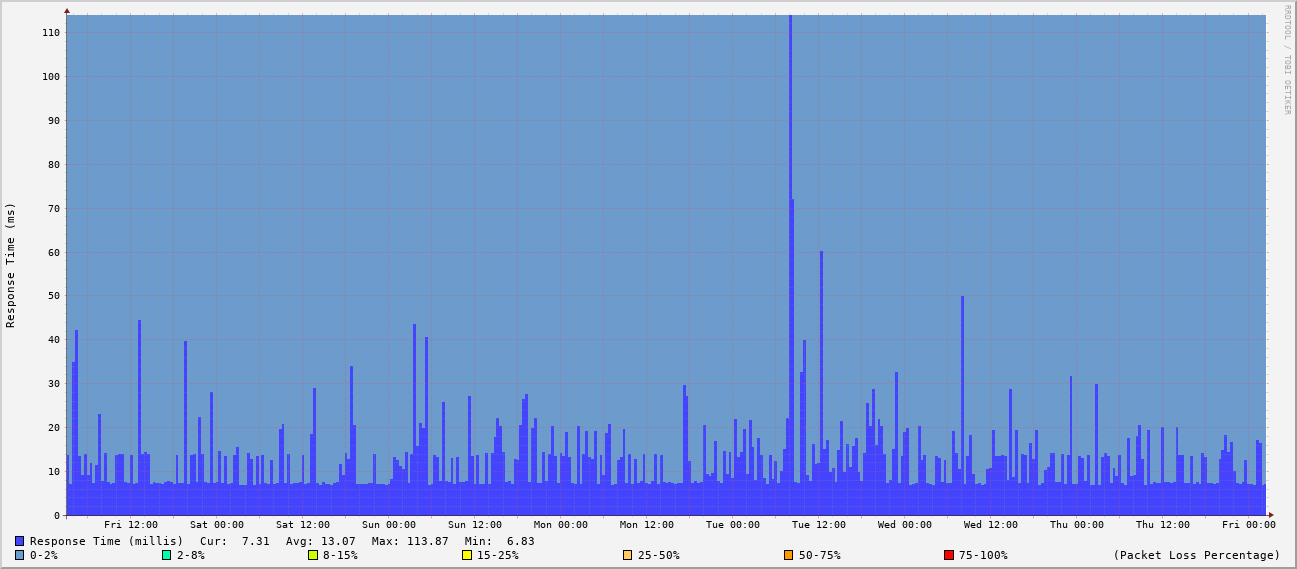 RRDTOOL / TOBI OETIKER
Response Time (ms)
110
100
90
80
70
60
50
40
30
20
10
0
Fri 12:00 Sat 00:00 Sat 12:00 Sun 00:00 Sun 12:00 Mon 00:00 Mon 12:00 Tue 00:00 Tue 12:00 Wed 00:00 Wed 12:00 Thu 00:00 Thu 12:00 Fri 00:00
Response Time (millis) Cur: 7.31 Avg: 13.07 Max: 113.87 Min: 6.83
0-2% 2-8% 8-15% 15-25% 25-50% 50-75% 75-100% (Packet Loss Percentage)